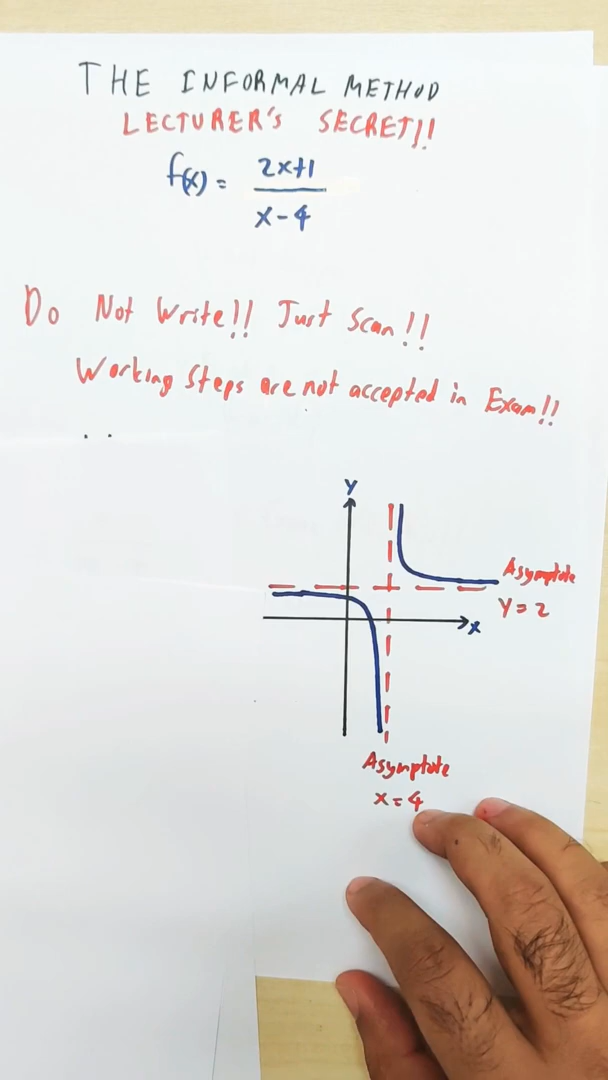 THE INFORMAL METHOD
LECTURER'S SECRET!!
f(x) = 2x+1
x-4
Do Not Write!! Just Scan!!
Working Steps are not accepted in Exam!!
Y
Asymptote
Y = 2
X
Asymptote
x = 4